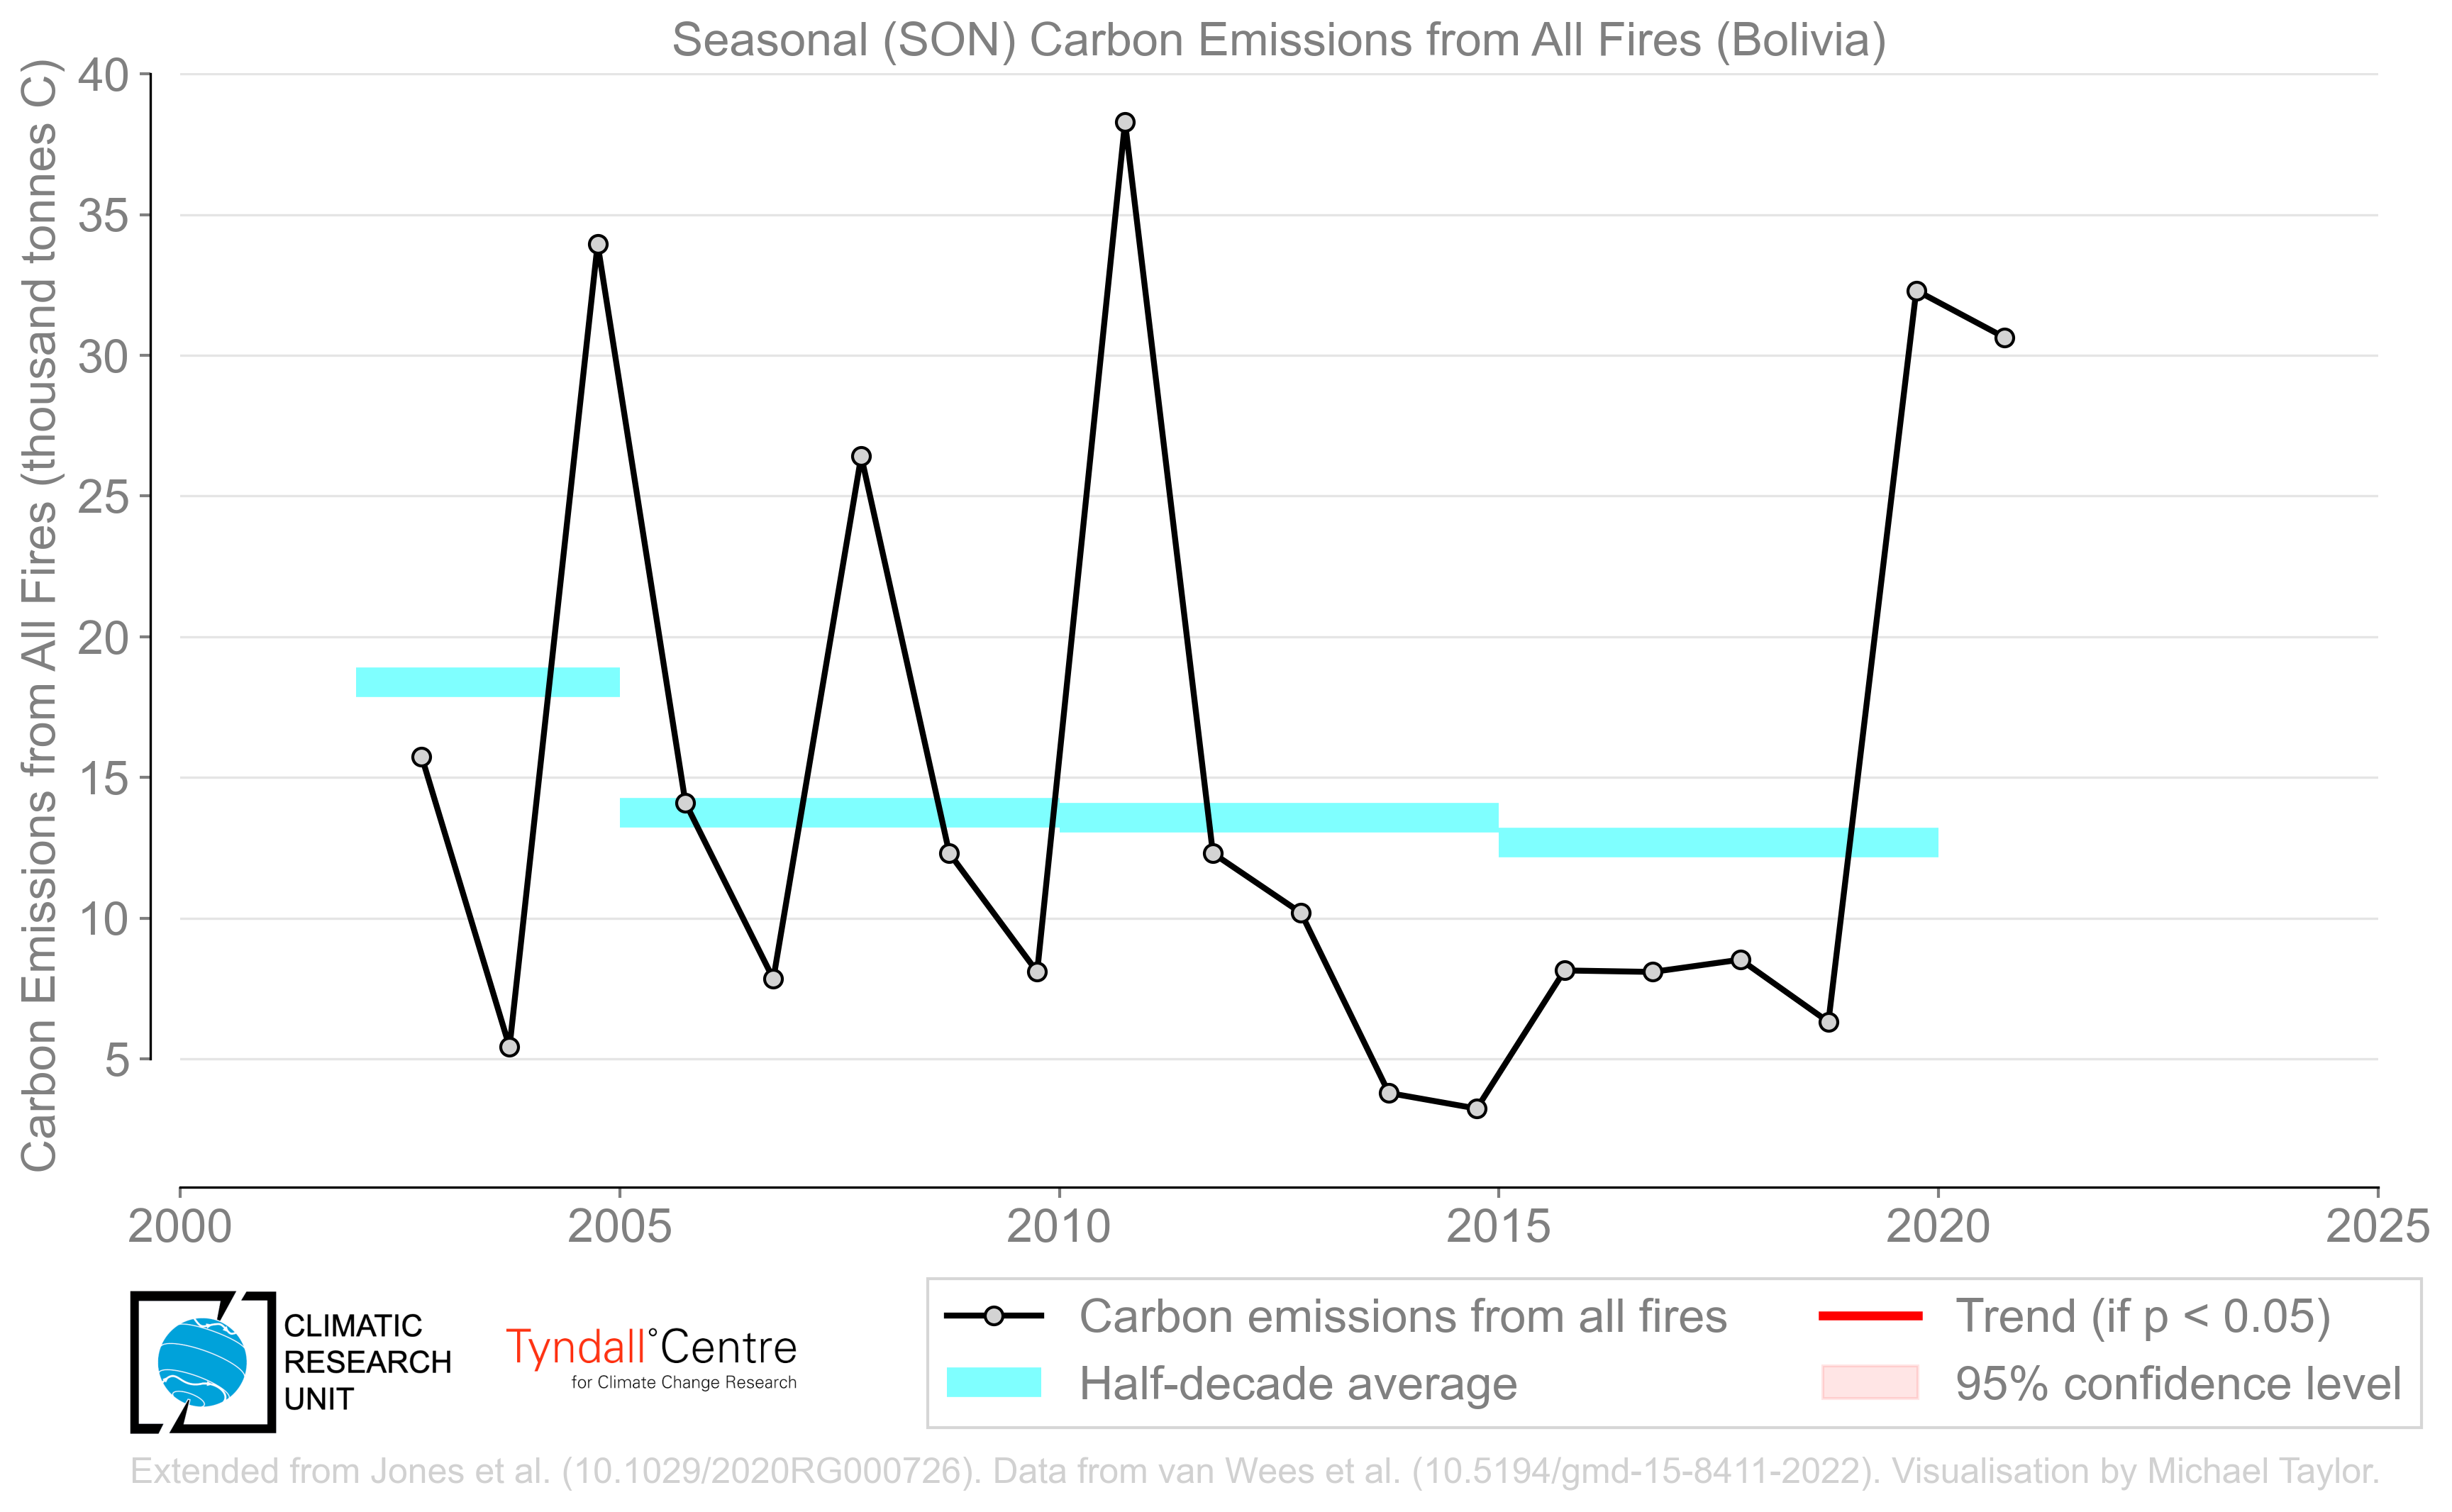 Seasonal (SON) Carbon Emissions from All Fires (Bolivia)
Carbon Emissions from All Fires (thousand tonnes C)
40
35
30
25
20
15
10
5
2000 2005 2010 2015 2020 2025
CLIMATIC
RESEARCH
UNIT
Tyndall°Centre
for Climate Change Research
Carbon emissions from all fires
Half-decade average
Trend (if p < 0.05)
95% confidence level
Extended from Jones et al. (10.1029/2020RG000726). Data from van Wees et al. (10.5194/gmd-15-8411-2022). Visualisation by Michael Taylor.